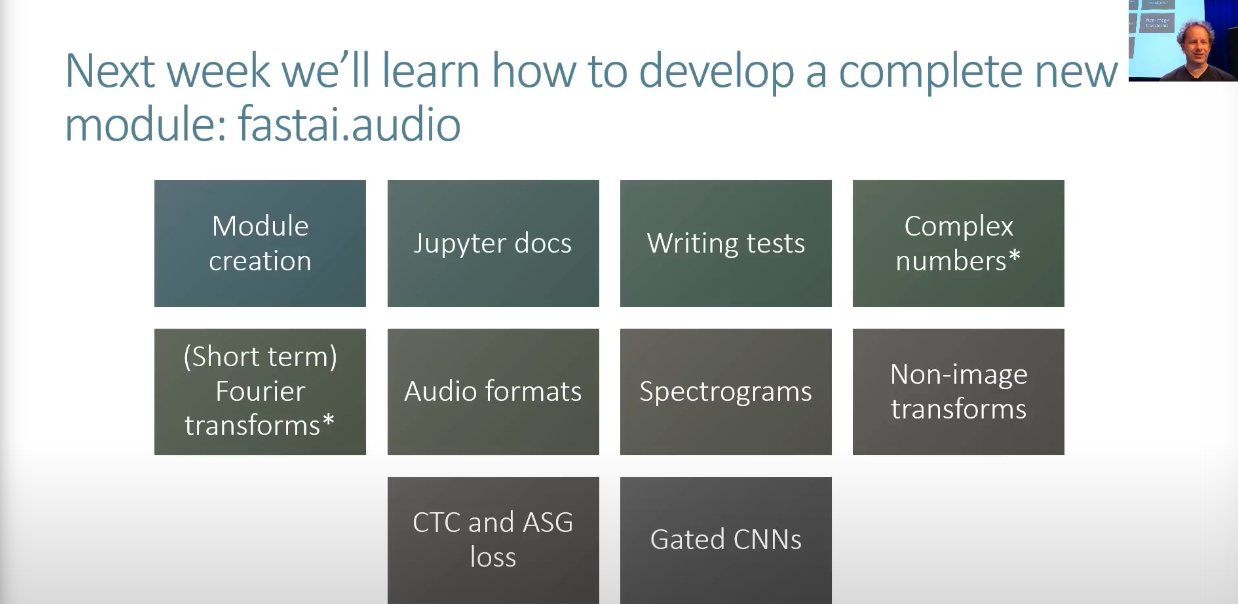 Next week we’ll learn how to develop a complete new
module: fastai.audio
Module
creation
Jupyter docs
Writing tests
Complex
numbers*
(Short term)
Fourier
transforms*
Audio formats
Spectrograms
Non-image
transforms
CTC and ASG
loss
Gated CNNs